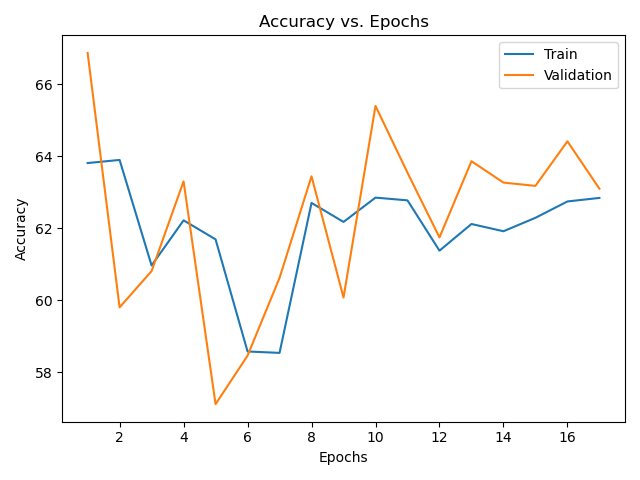 Accuracy vs. Epochs
Train
Validation
66
64
62
60
58
Accuracy
2 4 6 8 10 12 14 16
Epochs